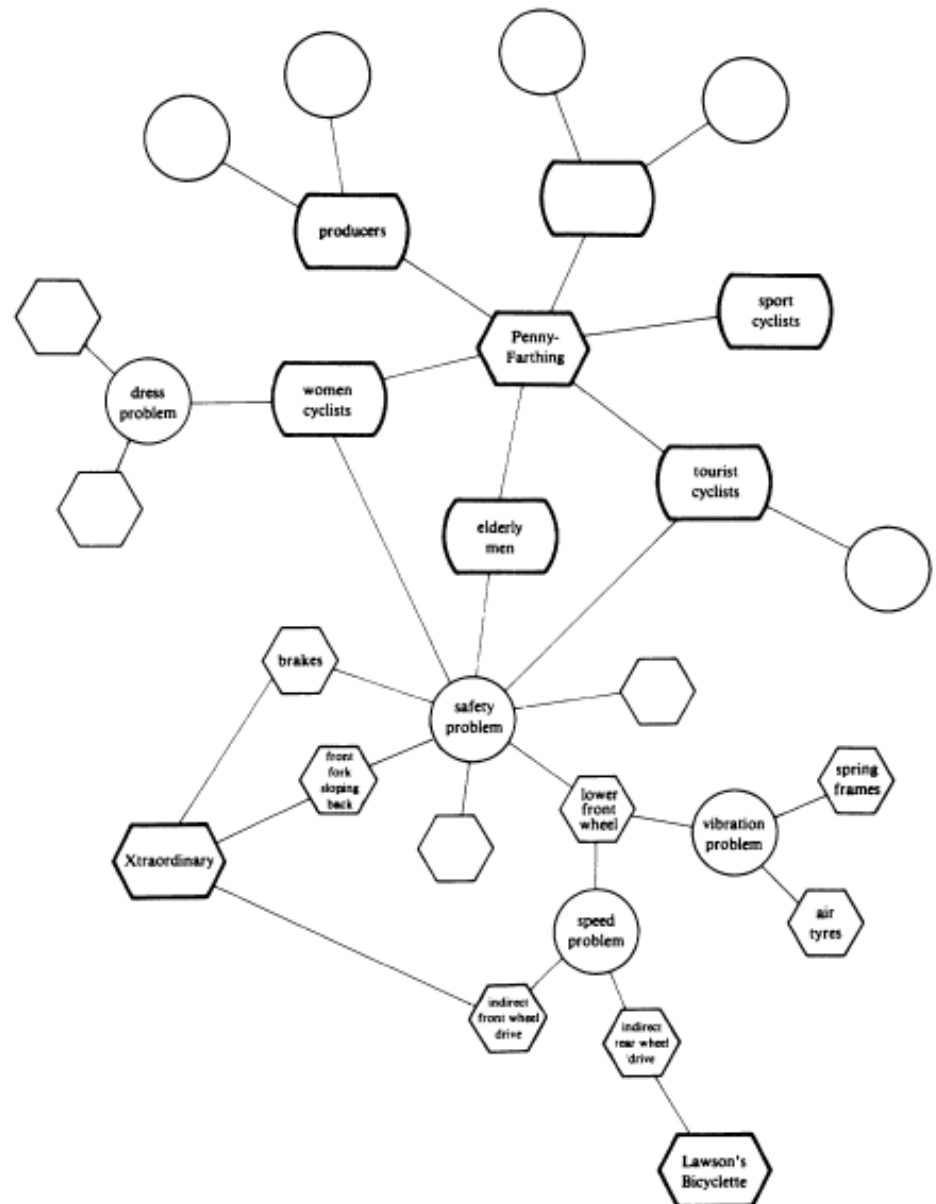 producers
sport
cyclists
Penny-
Farthing
women
cyclists
dress
problem
tourist
cyclists
elderly
men
brakes
safety
problem
front
fork
sloping
back
lower
front
wheel
spring
frames
vibration
problem
Xtraordinary
air
tyres
speed
problem
indirect
front wheel
drive
indirect
rear wheel
drive
Lawson's
Bicyclette